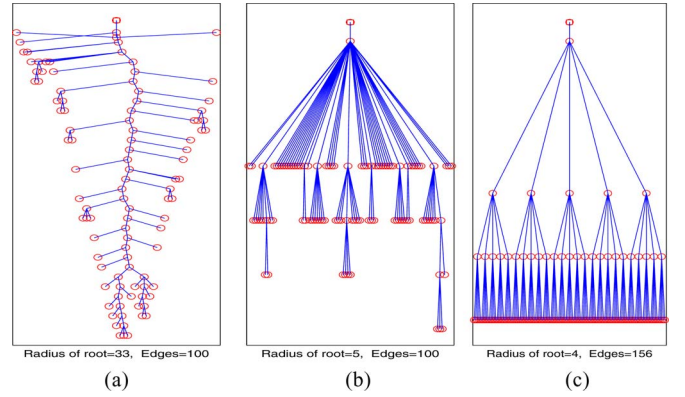 Radius of root=33, Edges=100
Radius of root=5, Edges=100
Radius of root=4, Edges=156
(a)
(b)
(c)